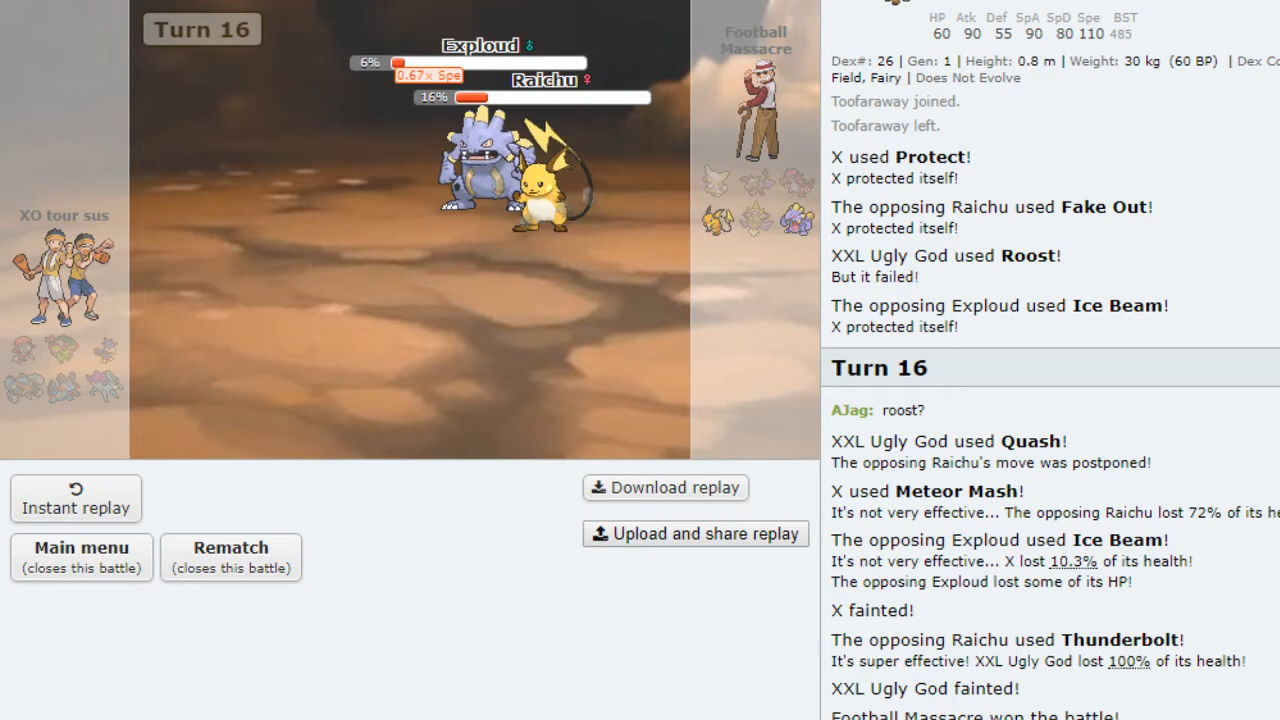 Turn 16
Exploud ♂
6%
0.67× Spe
Raichu ♀
16%
Football
Massacre
XO tour sus
Instant replay
Download replay
Upload and share replay
Main menu
(closes this battle)
Rematch
(closes this battle)
HP Atk Def SpA SpD Spe BST
60 90 55 90 80 110 485
Dex#: 26 | Gen: 1 | Height: 0.8 m | Weight: 30 kg (60 BP) | Dex Co
Field, Fairy | Does Not Evolve
Toofaraway joined.
Toofaraway left.
X used Protect!
X protected itself!
The opposing Raichu used Fake Out!
X protected itself!
XXL Ugly God used Roost!
But it failed!
The opposing Exploud used Ice Beam!
X protected itself!
Turn 16
AJag: roost?
XXL Ugly God used Quash!
The opposing Raichu's move was postponed!
X used Meteor Mash!
It's not very effective... The opposing Raichu lost 72% of its he
The opposing Exploud used Ice Beam!
It's not very effective... X lost 10.3% of its health!
The opposing Exploud lost some of its HP!
X fainted!
The opposing Raichu used Thunderbolt!
It's super effective! XXL Ugly God lost 100% of its health!
XXL Ugly God fainted!
Football Massacre won the battle!